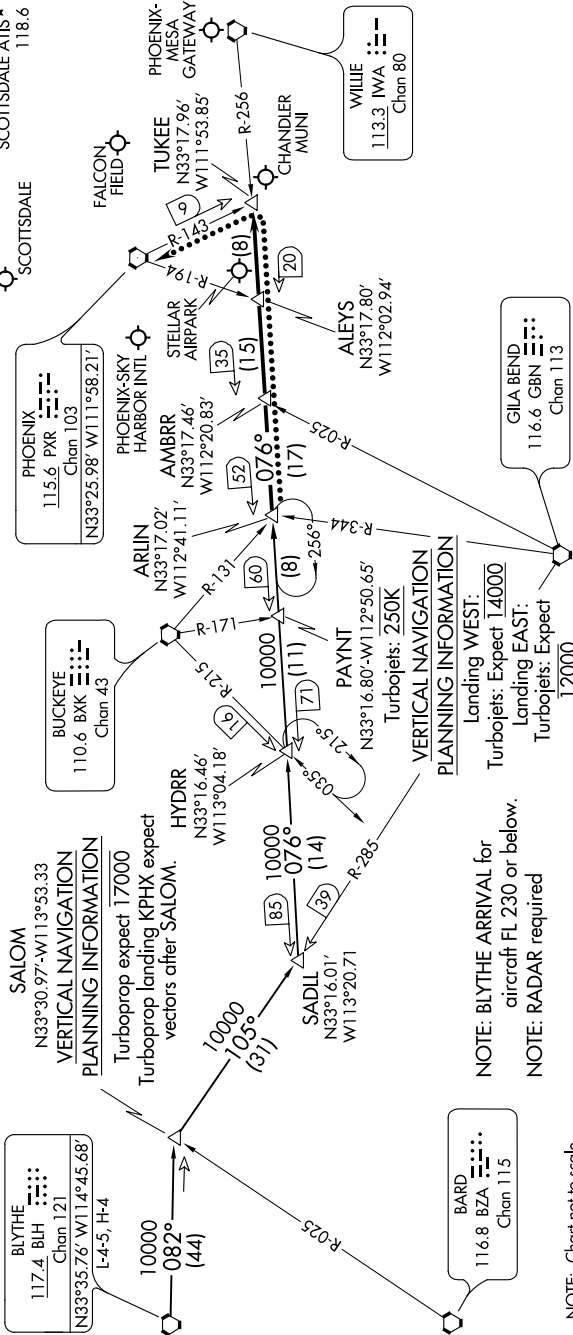 SCOTTSDALE ATIS ★
118.6
SCOTTSDALE
FALCON
FIELD
PHOENIX-
MESA
GATEWAY
TUKEE
N33°17.96'
W111°53.85'
CHANDLER
MUNI
R-256
WILLIE
113.3 IWA
Chan 80
R-143
9
R-194
(8)
STELLAR
AIRPARK
20
ALEYS
N33°17.80'
W112°02.94'
PHOENIX
115.6 PXR
Chan 103
N33°25.98' W111°58.21'
PHOENIX-SKY
HARBOR INTL
35
(15)
AMBRR
N33°17.46'
W112°20.83'
076°
(17)
52
R-025
GILA BEND
116.6 GBN
Chan 113
ARLIN
N33°17.02'
W112°41.11'
256°
R-344
R-131
60
(8)
BUCKEYE
110.6 BXK
Chan 43
R-171
R-215
16
10000
(11)
71
PAYNT
N33°16.80'-W112°50.65'
Turbojets: 250K
VERTICAL NAVIGATION
PLANNING INFORMATION
Landing WEST:
Turbojets: Expect 14000
Landing EAST:
Turbojets: Expect
12000
HYDRR
N33°16.46'
W113°04.18'
215°
035°
10000
076°
(14)
85
39
R-285
SADLL
N33°16.01'
W113°20.71
SALOM
N33°30.97'-W113°53.33
VERTICAL NAVIGATION
PLANNING INFORMATION
Turboprop expect 17000
Turboprop landing KPHX expect
vectors after SALOM.
10000
105°
(31)
NOTE: BLYTHE ARRIVAL for
aircraft FL 230 or below.
NOTE: RADAR required
BLYTHE
117.4 BLH
Chan 121
N33°35.76' W114°45.68'
L-4-5, H-4
10000
082°
(44)
R-025
BARD
116.8 BZA
Chan 115
NOTE: Chart not to scale